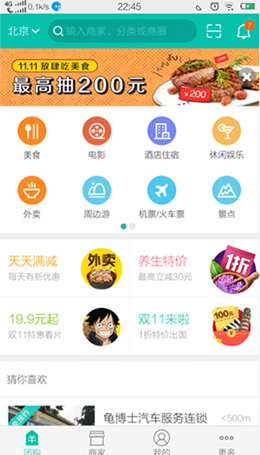 4G
0.1k/s
22:45
北京
输入商家、分类或商圈
11.11 放肆吃美食
最高抽200元
¥200
美食
电影
酒店住宿
休闲娱乐
外卖
周边游
机票/火车票
景点
天天减满
每天有新优惠
外卖
养生特价
最高立减30元
1折
19.9元起
双11特惠看片
双11来啦
1折特价出国
猜你喜欢
龟博士汽车服务连锁
<500m
团购
商家
我的
更多